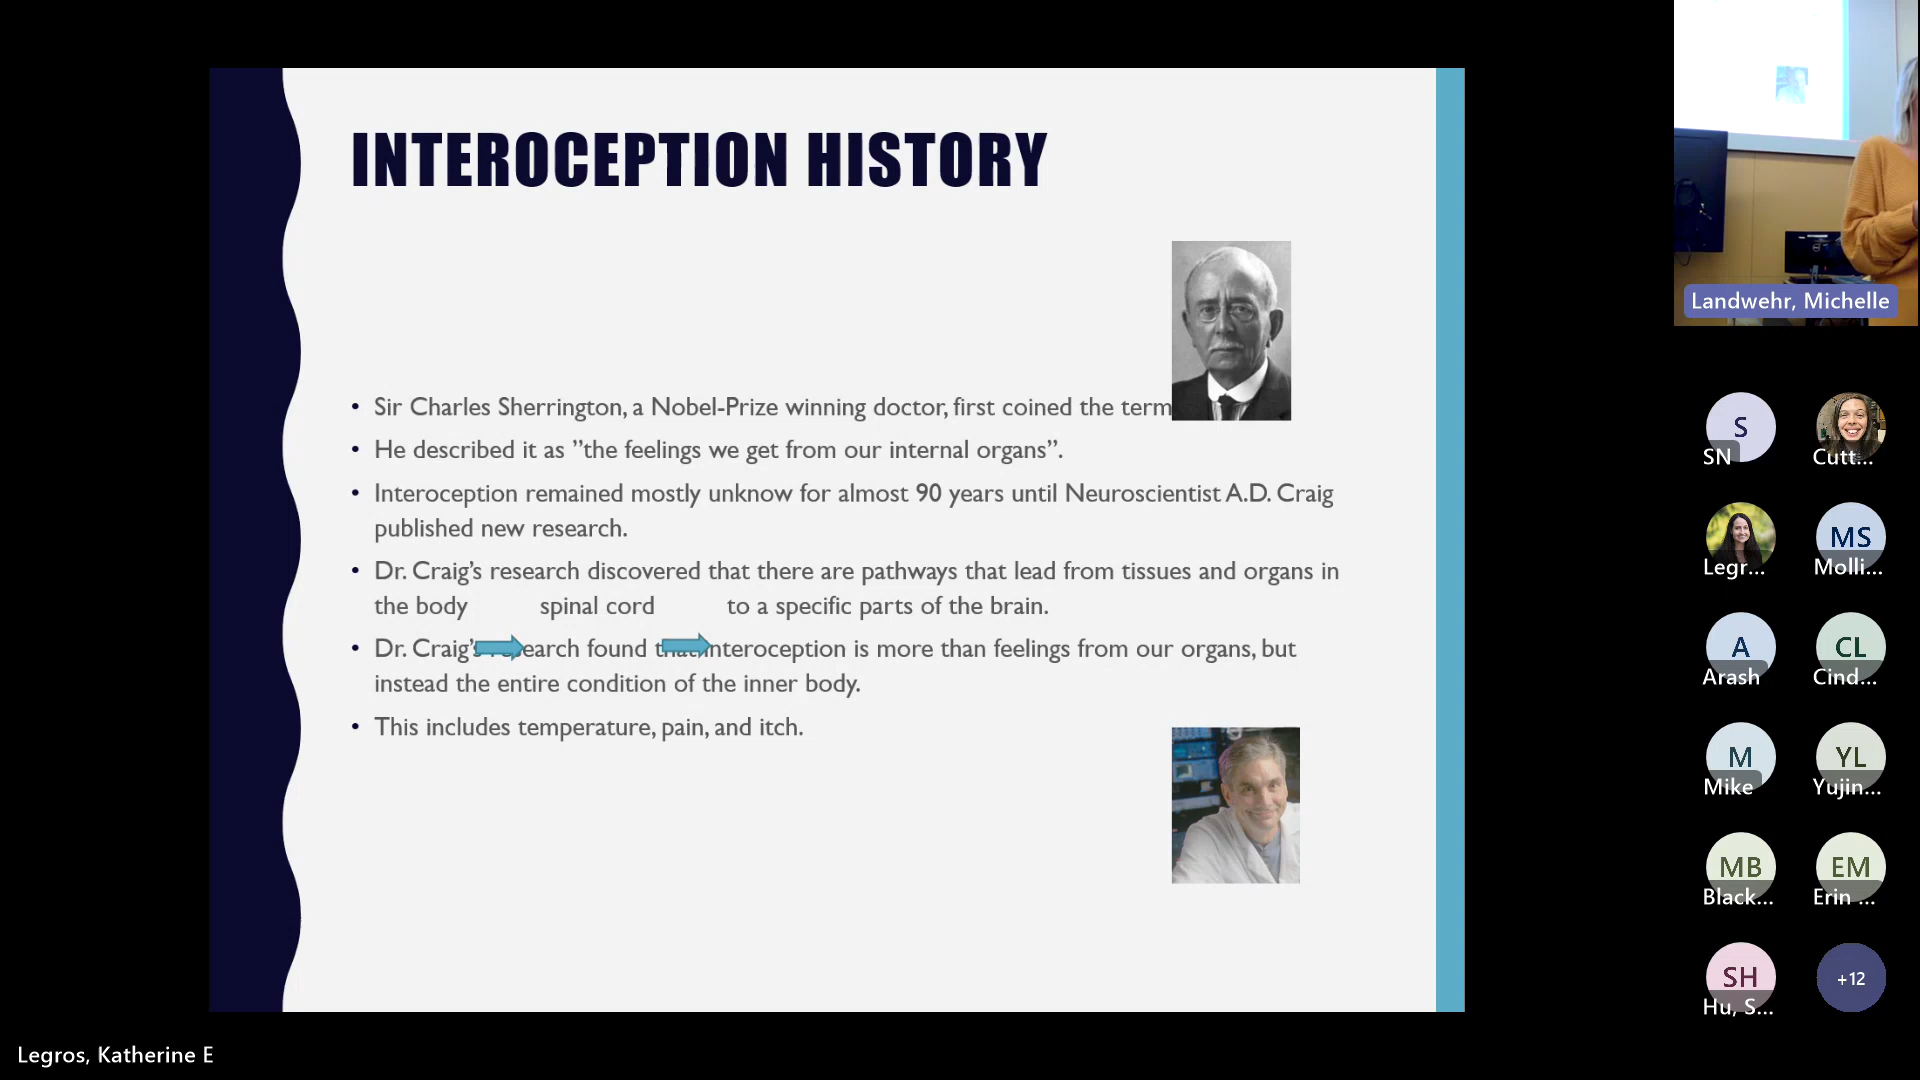 INTEROCEPTION HISTORY
• Sir Charles Sherrington, a Nobel-Prize winning doctor, first coined the term
• He described it as ”the feelings we get from our internal organs”.
• Interoception remained mostly unknow for almost 90 years until Neuroscientist A.D. Craig
published new research.
• Dr. Craig’s research discovered that there are pathways that lead from tissues and organs in
the body spinal cord to a specific parts of the brain.
• Dr. Craig’s research found that interoception is more than feelings from our organs, but
instead the entire condition of the inner body.
• This includes temperature, pain, and itch.
Landwehr, Michelle
S
SN
Cutt...
Legr...
MS
Molli...
A
Arash
CL
Cind...
M
Mike
YL
Yujin...
MB
Black...
EM
Erin ...
SH
Hu, S...
+12
Legros, Katherine E